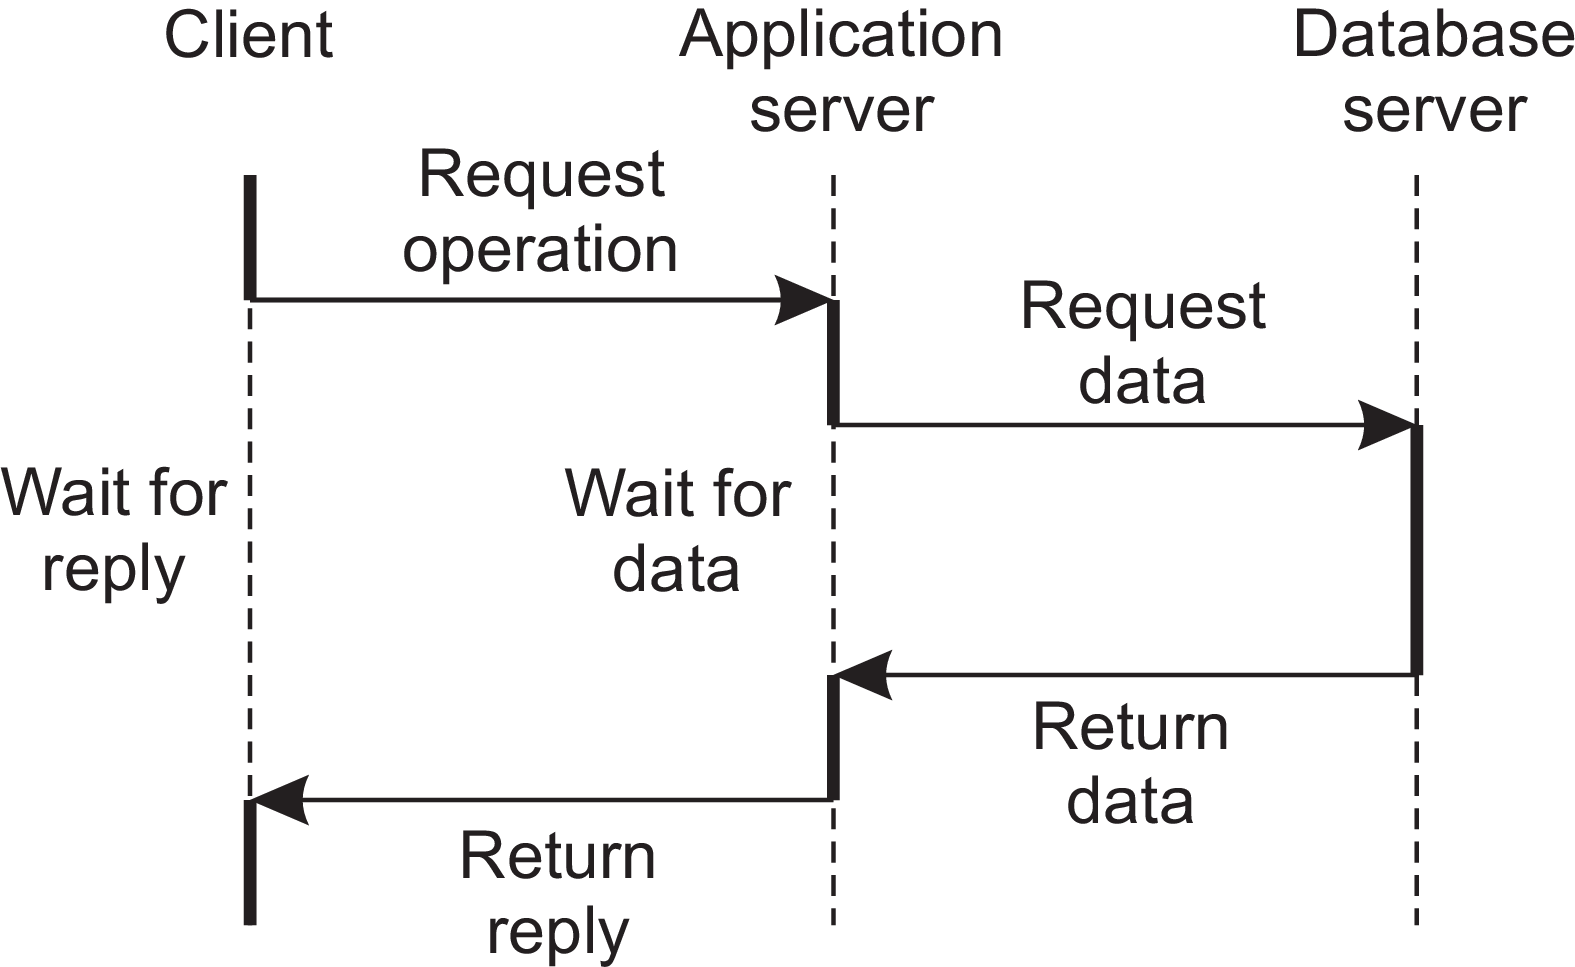 Client
Application
server
Database
server
Request
operation
Request
data
Wait for
reply
Wait for
data
Return
data
Return
reply